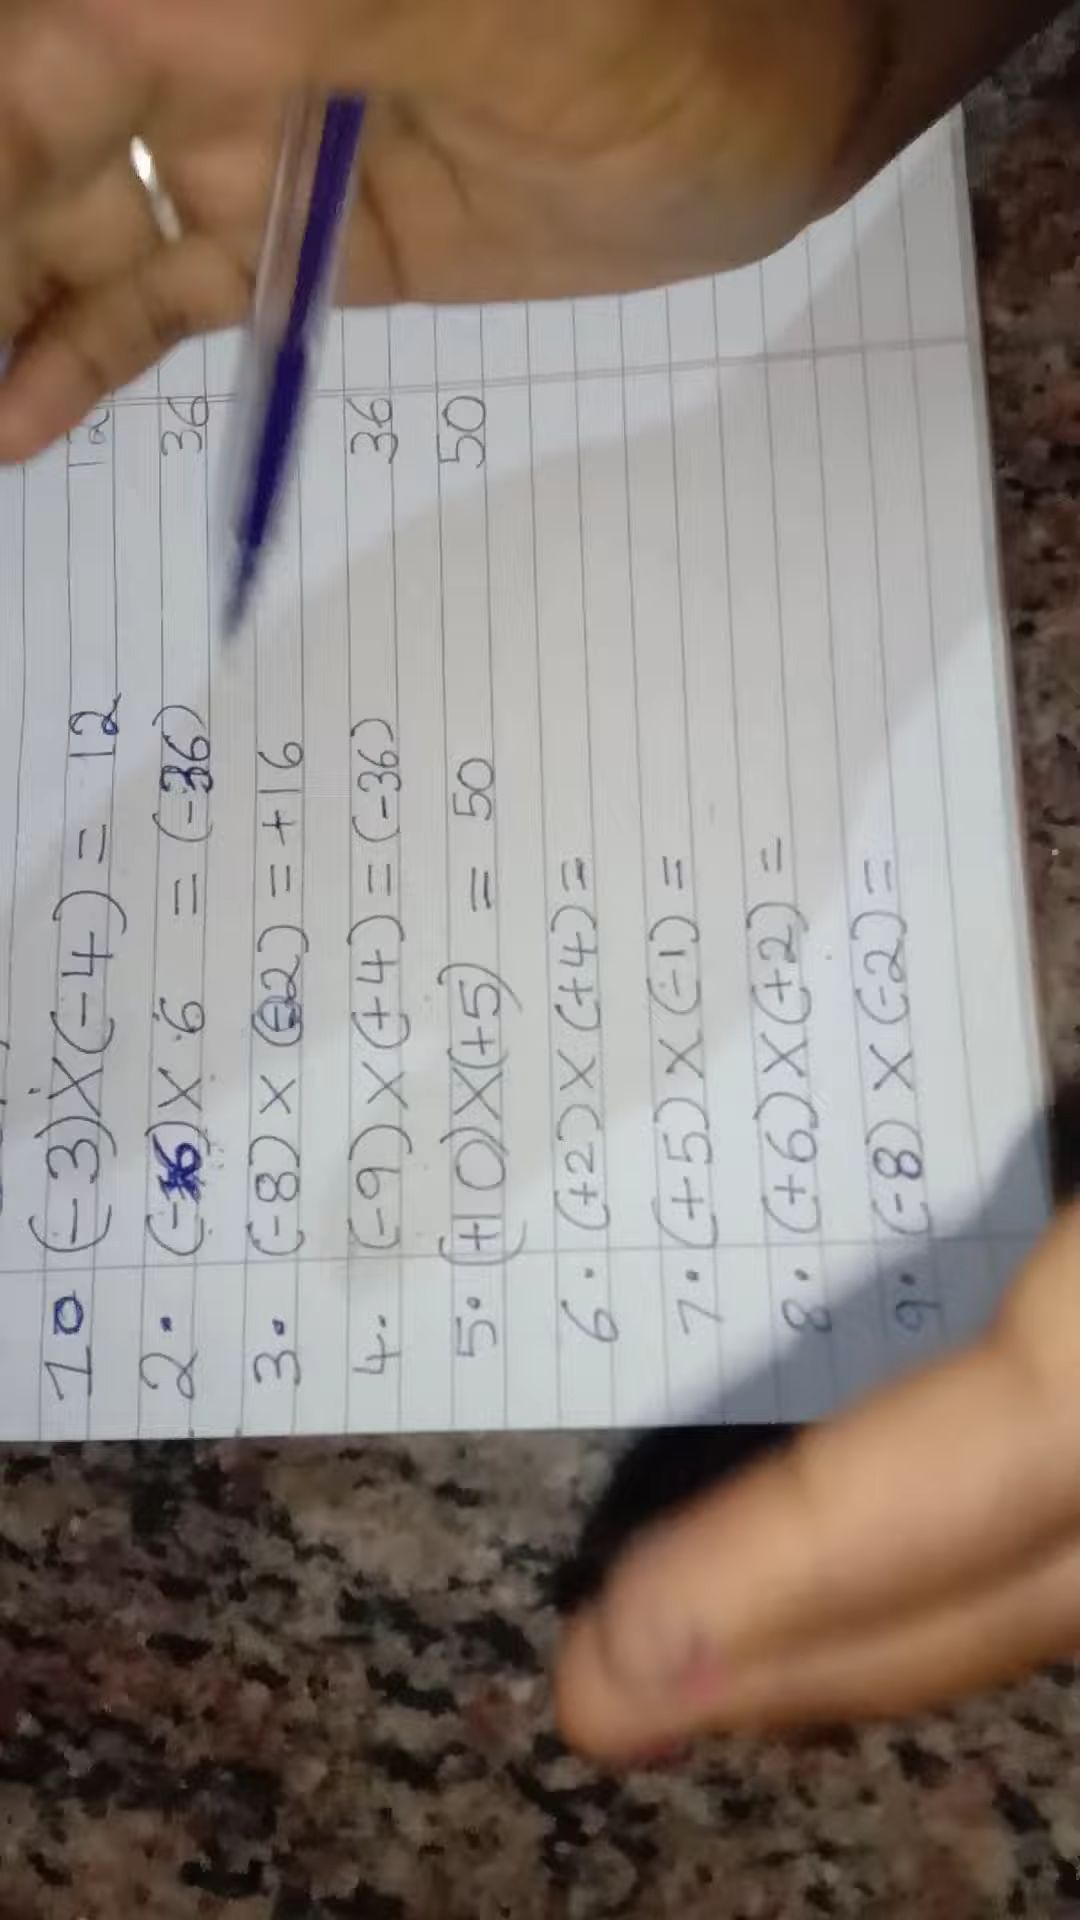 1. (-3)×(-4) = 12 12
2. (-6)×6 = (-36) 36
3. (-8)×(-2) = +16
4. (-9)×(+4) = (-36) 36
5. (+10)×(+5) = 50 50
6. (+2)×(+4) =
7. (+5)×(-1) =
8. (+6)×(+2) =
9. (-8)×(-2) =